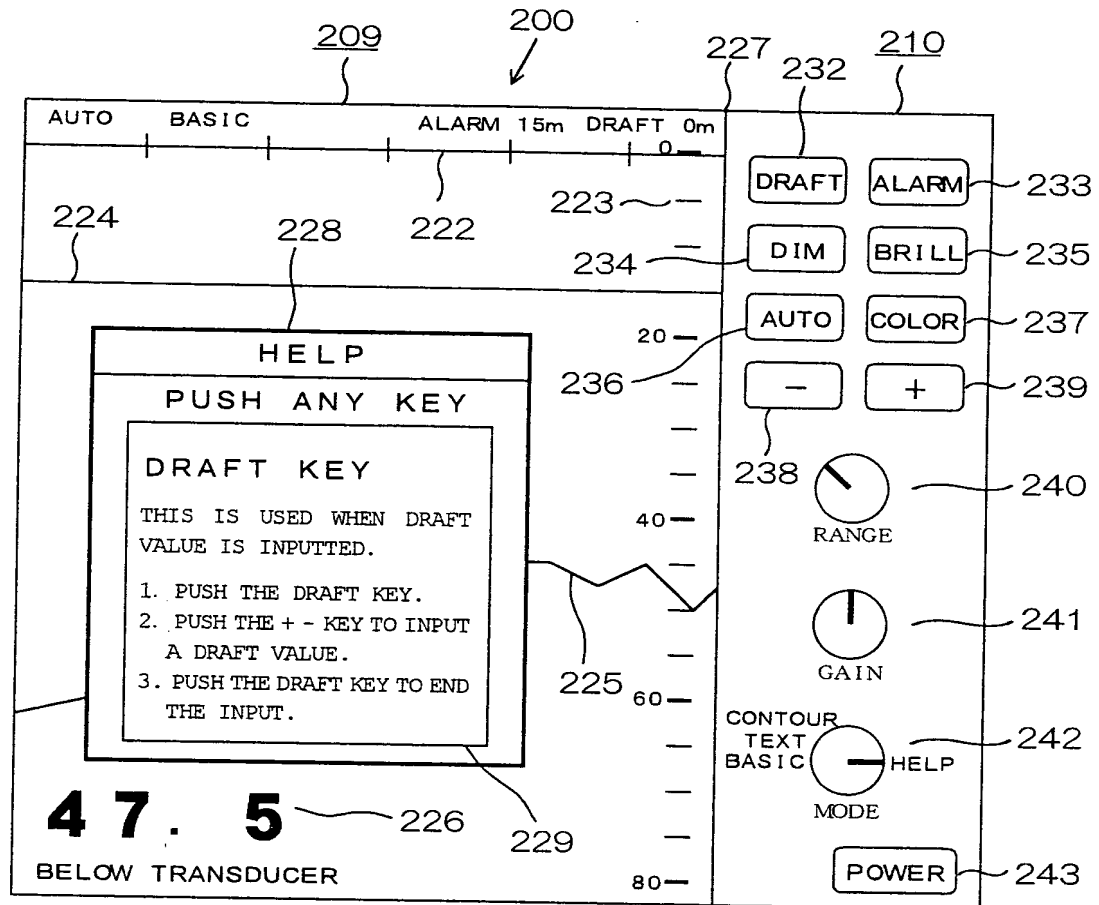 200
209
227
210
232
AUTO BASIC ALARM 15m DRAFT 0m
0
DRAFT ALARM
233
223
224
228
222
234
DIM BRILL
235
AUTO COLOR
237
20
236
HELP
- +
239
PUSH ANY KEY
238
DRAFT KEY
240
THIS IS USED WHEN DRAFT
VALUE IS INPUTTED.
40
RANGE
1. PUSH THE DRAFT KEY.
2. PUSH THE + - KEY TO INPUT
A DRAFT VALUE.
3. PUSH THE DRAFT KEY TO END
THE INPUT.
241
GAIN
225
60
CONTOUR
TEXT
BASIC
HELP
242
MODE
47. 5
226
229
BELOW TRANSDUCER
80
POWER
243